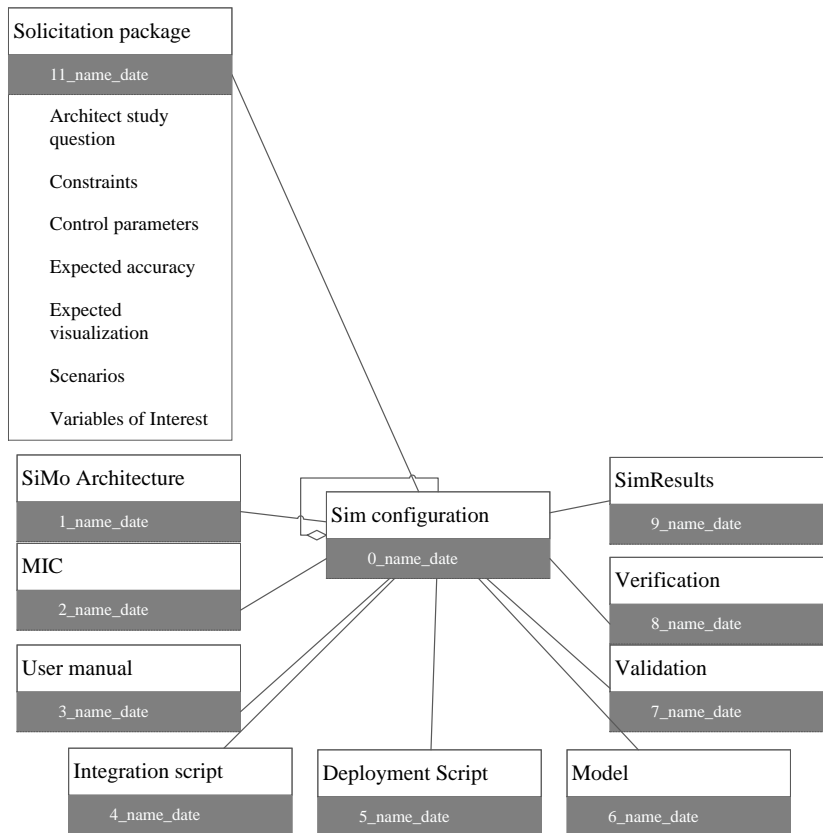 Solicitation package
11_name_date
Architect study
question
Constraints
Control parameters
Expected accuracy
Expected
visualization
Scenarios
Variables of Interest
SiMo Architecture
1_name_date
MIC
2_name_date
User manual
3_name_date
Integration script
4_name_date
Sim configuration
0_name_date
Deployment Script
5_name_date
SimResults
9_name_date
Verification
8_name_date
Validation
7_name_date
Model
6_name_date